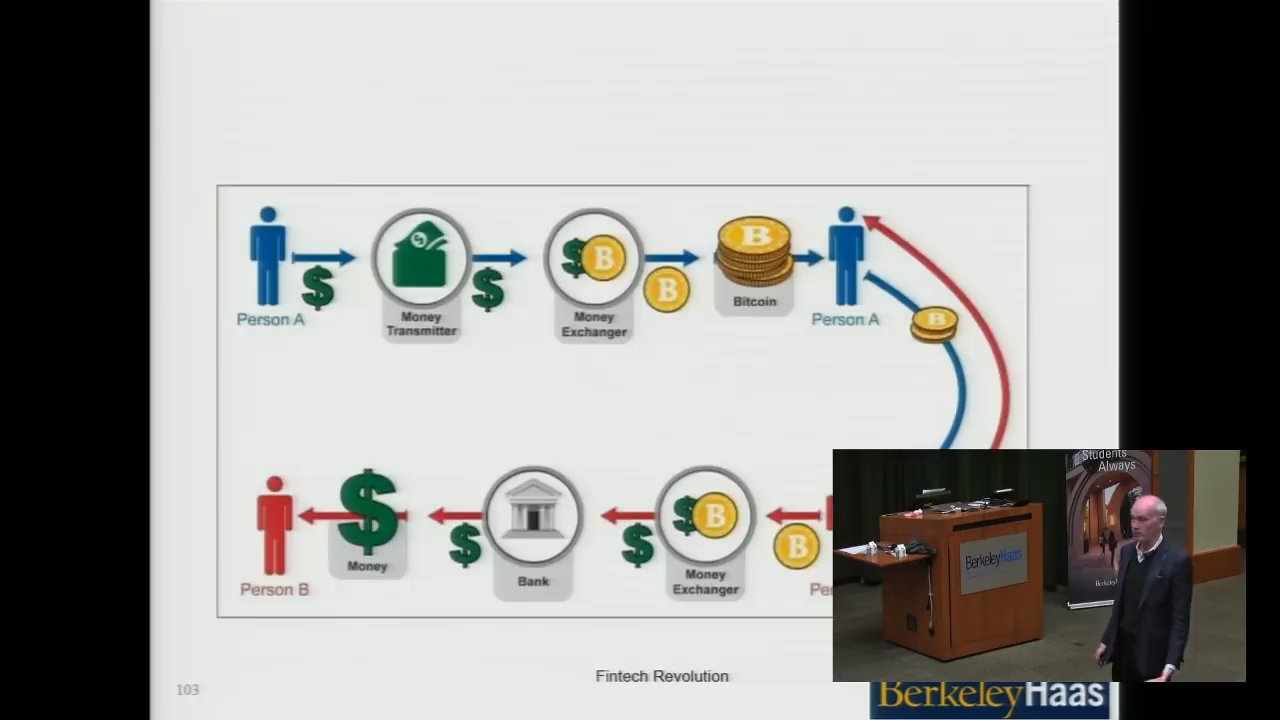 Person A
Money
Transmitter
Money
Exchanger
Bitcoin
Person A
Person B
Money
Bank
Money
Exchanger
Students
Always
BerkeleyHaas
103
Fintech Revolution
BerkeleyHaas